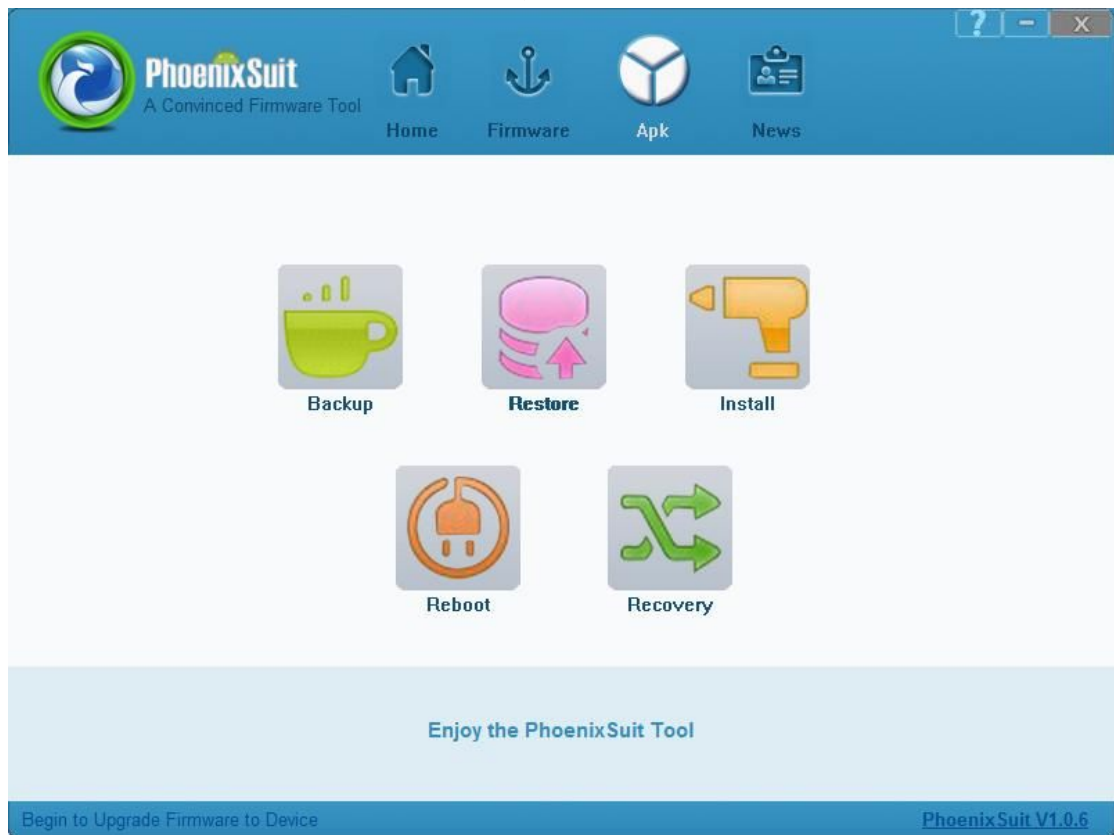 ? - X
PhoenixSuit
A Convinced Firmware Tool
Home Firmware Apk News
Backup Restore Install
Reboot Recovery
Enjoy the PhoenixSuit Tool
Begin to Upgrade Firmware to Device PhoenixSuit V1.0.6